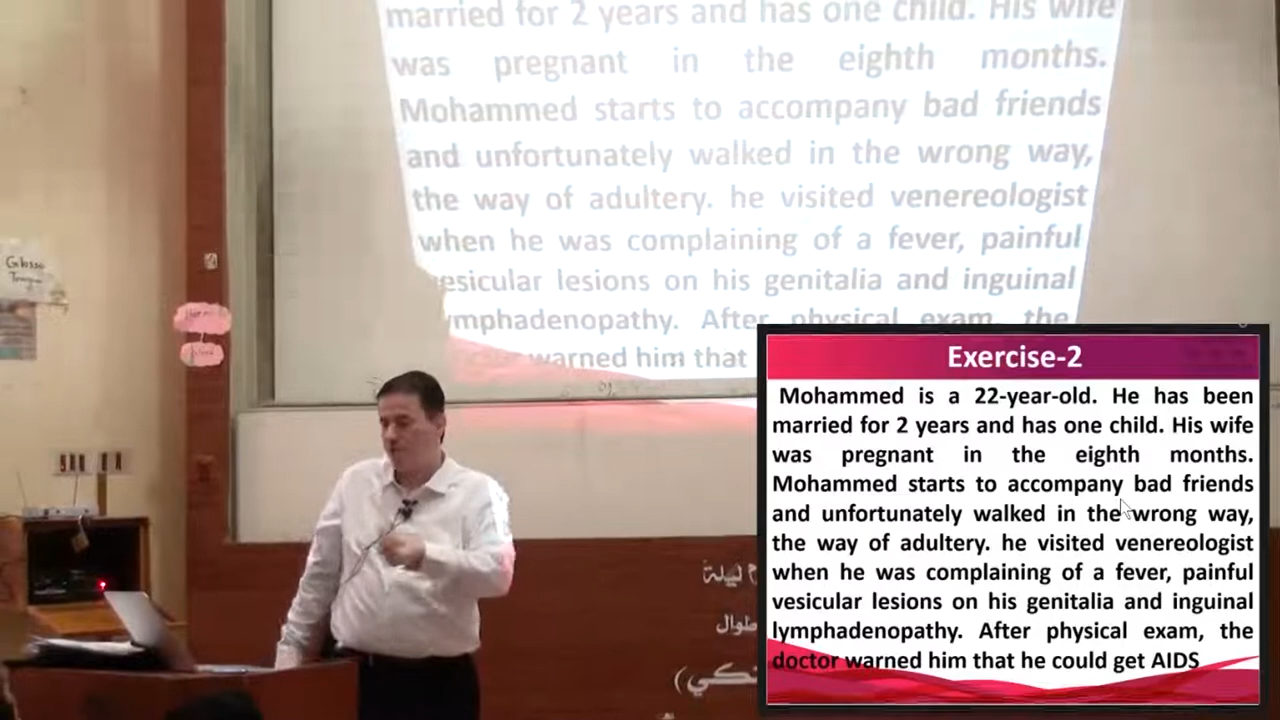 married for 2 years and has one child. His wife
was pregnant in the eighth months.
Mohammed starts to accompany bad friends
and unfortunately walked in the wrong way,
the way of adultery. he visited venereologist
when he was complaining of a fever, painful
esicular lesions on his genitalia and inguinal
mphadenopathy. After physical exam, the
warned him that
Exercise-2
Mohammed is a 22-year-old. He has been
married for 2 years and has one child. His wife
was pregnant in the eighth months.
Mohammed starts to accompany bad friends
and unfortunately walked in the wrong way,
the way of adultery. he visited venereologist
when he was complaining of a fever, painful
vesicular lesions on his genitalia and inguinal
lymphadenopathy. After physical exam, the
doctor warned him that he could get AIDS
Glosso
ليلة
طوال